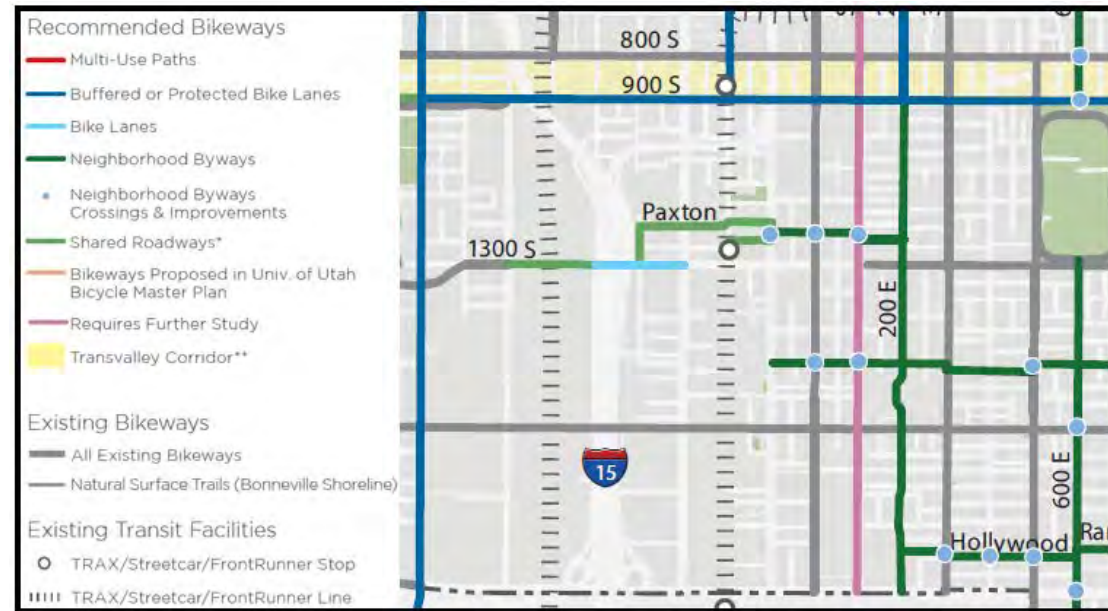 Recommended Bikeways
Multi-Use Paths
Buffered or Protected Bike Lanes
Bike Lanes
Neighborhood Byways
Neighborhood Byways
Crossings & Improvements
Shared Roadways*
Bikeways Proposed in Univ. of Utah
Bicycle Master Plan
Requires Further Study
Transvalley Corridor**
Existing Bikeways
All Existing Bikeways
Natural Surface Trails (Bonneville Shoreline)
Existing Transit Facilities
TRAX/Streetcar/FrontRunner Stop
TRAX/Streetcar/FrontRunner Line
800 S
900 S
Paxton
1300 S
200 E
15
600 E
Hollywood